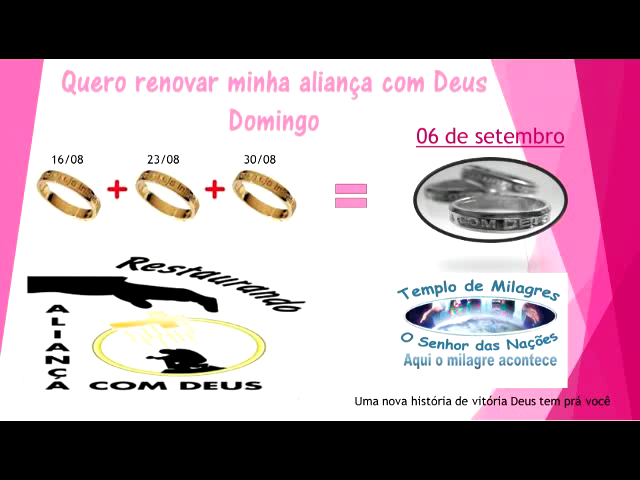 Quero renovar minha aliança com Deus
Domingo
06 de setembro
16/08
23/08
30/08
COM DEUS
Restaurando
ALIANÇA
COM DEUS
Templo de Milagres
O Senhor das Nações
Aqui o milagre acontece
Uma nova história de vitória Deus tem prá você